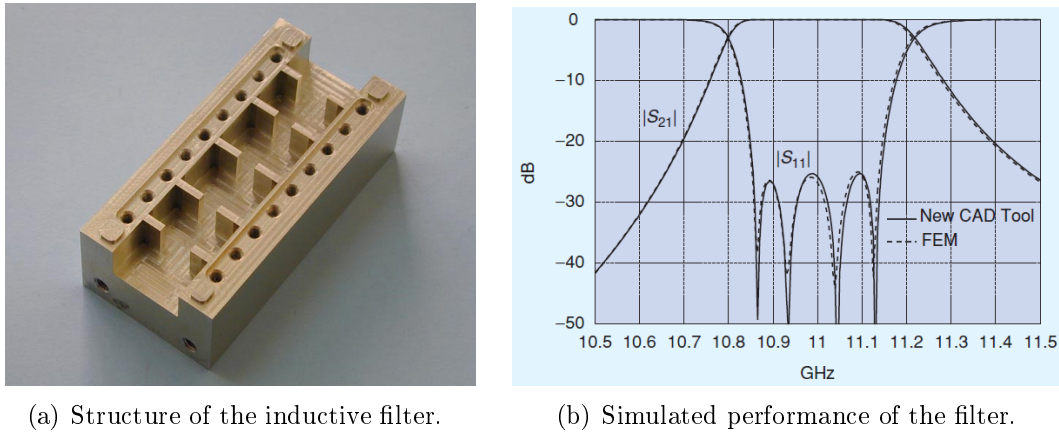 0
−10
−20
−30
−40
−50
dB
|S21|
|S11|
New CAD Tool
FEM
10.5 10.6 10.7 10.8 10.9 11 11.1 11.2 11.3 11.4 11.5
GHz
(a) Structure of the inductive filter.
(b) Simulated performance of the filter.